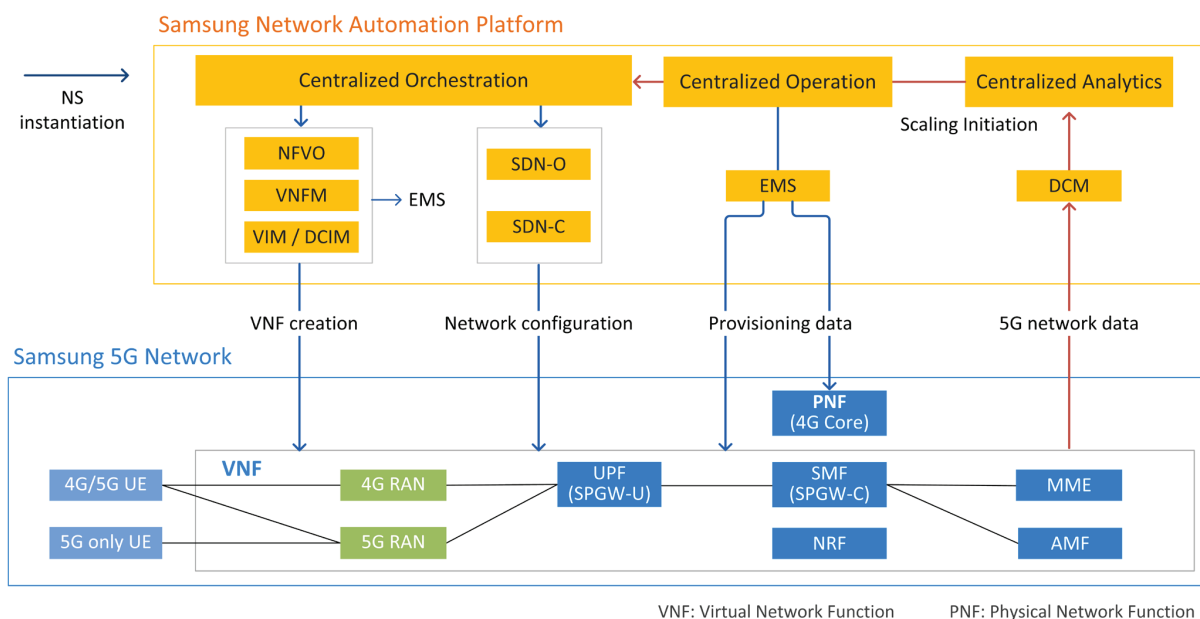 Samsung Network Automation Platform
NS
instantiation
Centralized Orchestration
Centralized Operation
Centralized Analytics
Scaling Initiation
NFVO
VNFM
VIM / DCIM
EMS
SDN-O
SDN-C
EMS
DCM
VNF creation
Network configuration
Provisioning data
5G network data
Samsung 5G Network
PNF
(4G Core)
VNF
4G/5G UE
4G RAN
UPF
(SPGW-U)
SMF
(SPGW-C)
MME
5G only UE
5G RAN
NRF
AMF
VNF: Virtual Network Function
PNF: Physical Network Function